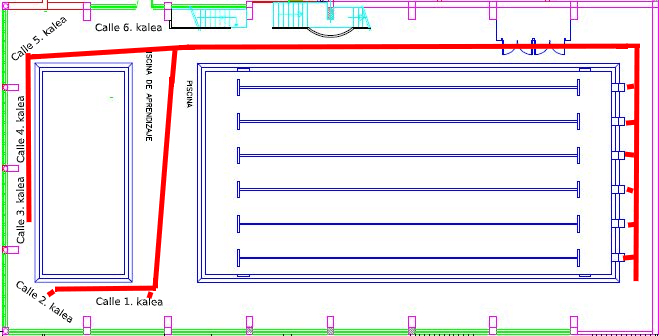 Calle 5. kalea
Calle 6. kalea
PISCINA DE APRENDIZAJE
PISCINA
Calle 4. kalea
Calle 3. kalea
Calle 2. kalea
Calle 1. kalea